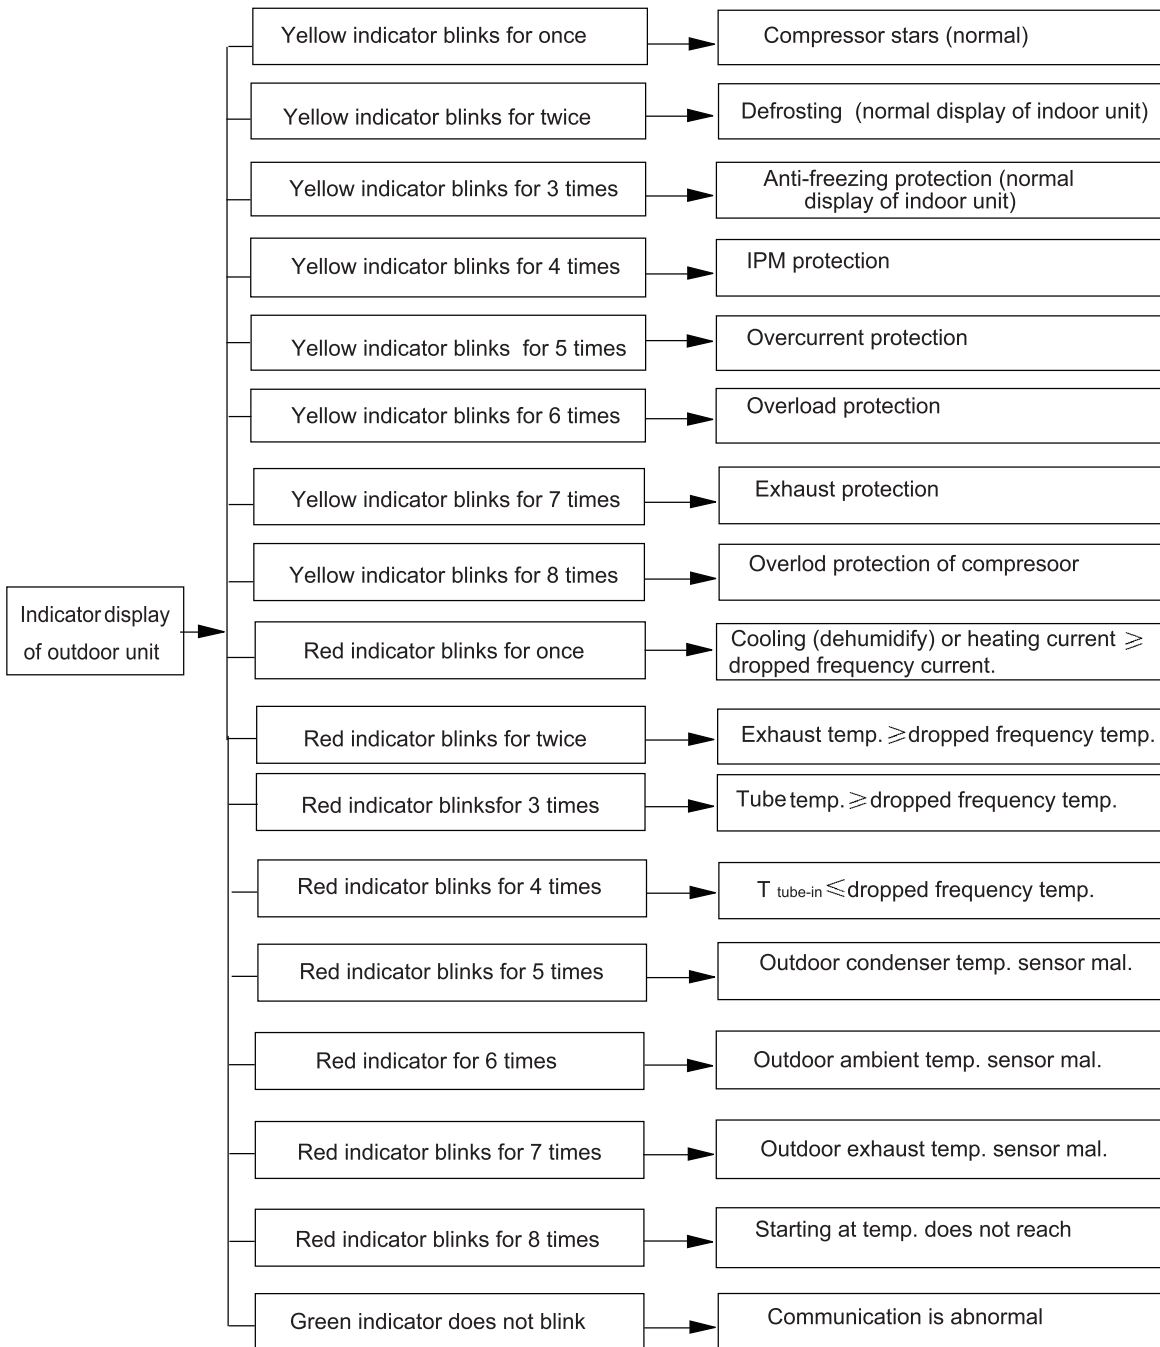 Yellow indicator blinks for once
Compressor stars (normal)
Yellow indicator blinks for twice
Defrosting (normal display of indoor unit)
Yellow indicator blinks for 3 times
Anti-freezing protection (normal
display of indoor unit)
Yellow indicator blinks for 4 times
IPM protection
Yellow indicator blinks for 5 times
Overcurrent protection
Yellow indicator blinks for 6 times
Overload protection
Yellow indicator blinks for 7 times
Exhaust protection
Yellow indicator blinks for 8 times
Overlod protection of compresoor
Indicator display
of outdoor unit
Red indicator blinks for once
Cooling (dehumidify) or heating current ⩾
dropped frequency current.
Red indicator blinks for twice
Exhaust temp. ⩾dropped frequency temp.
Red indicator blinksfor 3 times
Tube temp. ⩾dropped frequency temp.
Red indicator blinks for 4 times
T tube-in ⩽dropped frequency temp.
Red indicator blinks for 5 times
Outdoor condenser temp. sensor mal.
Red indicator for 6 times
Outdoor ambient temp. sensor mal.
Red indicator blinks for 7 times
Outdoor exhaust temp. sensor mal.
Red indicator blinks for 8 times
Starting at temp. does not reach
Green indicator does not blink
Communication is abnormal